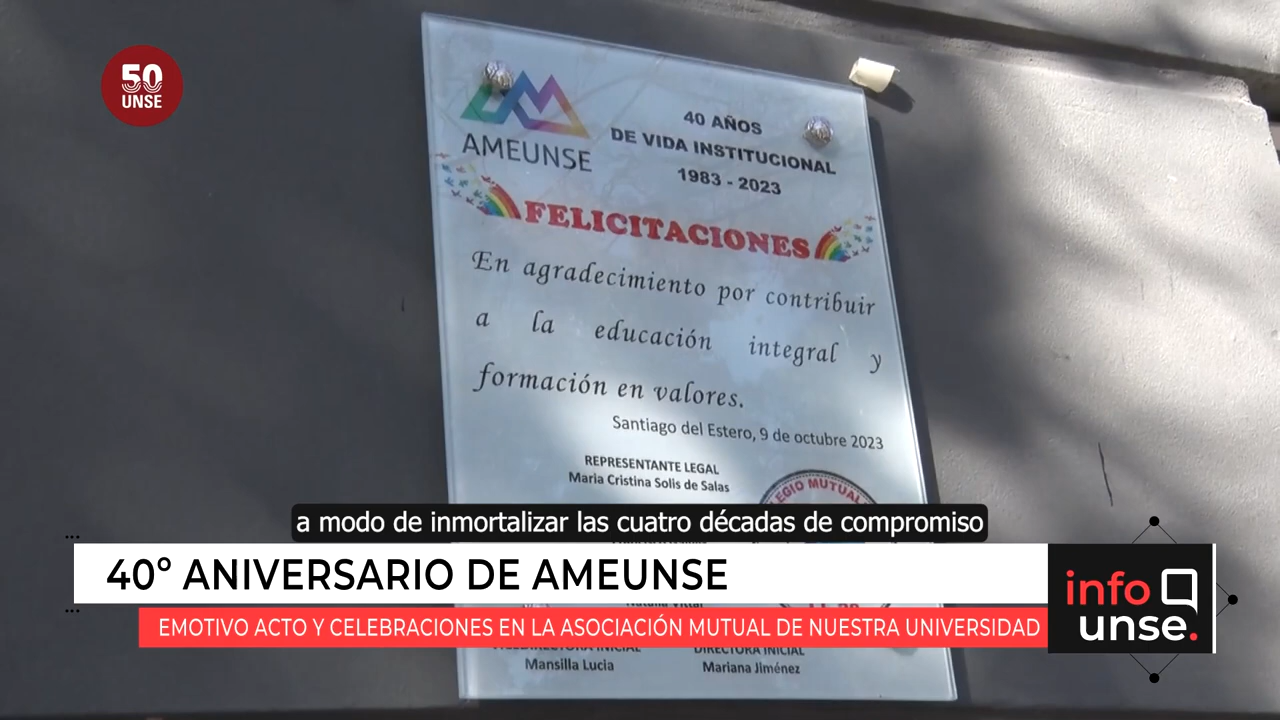 50
UNSE
AMEUNSE
40 AÑOS
DE VIDA INSTITUCIONAL
1983 - 2023
FELICITACIONES
En agradecimiento por contribuir
a la educación integral y
formación en valores.
Santiago del Estero, 9 de octubre 2023
REPRESENTANTE LEGAL
Maria Cristina Solis de Salas
MUTUAL
a modo de inmortalizar las cuatro décadas de compromiso
40° ANIVERSARIO DE AMEUNSE
EMOTIVO ACTO Y CELEBRACIONES EN LA ASOCIACIÓN MUTUAL DE NUESTRA UNIVERSIDAD
info
unse.
DIRECTORA INICIAL
Mansilla Lucia
Mariana Jiménez